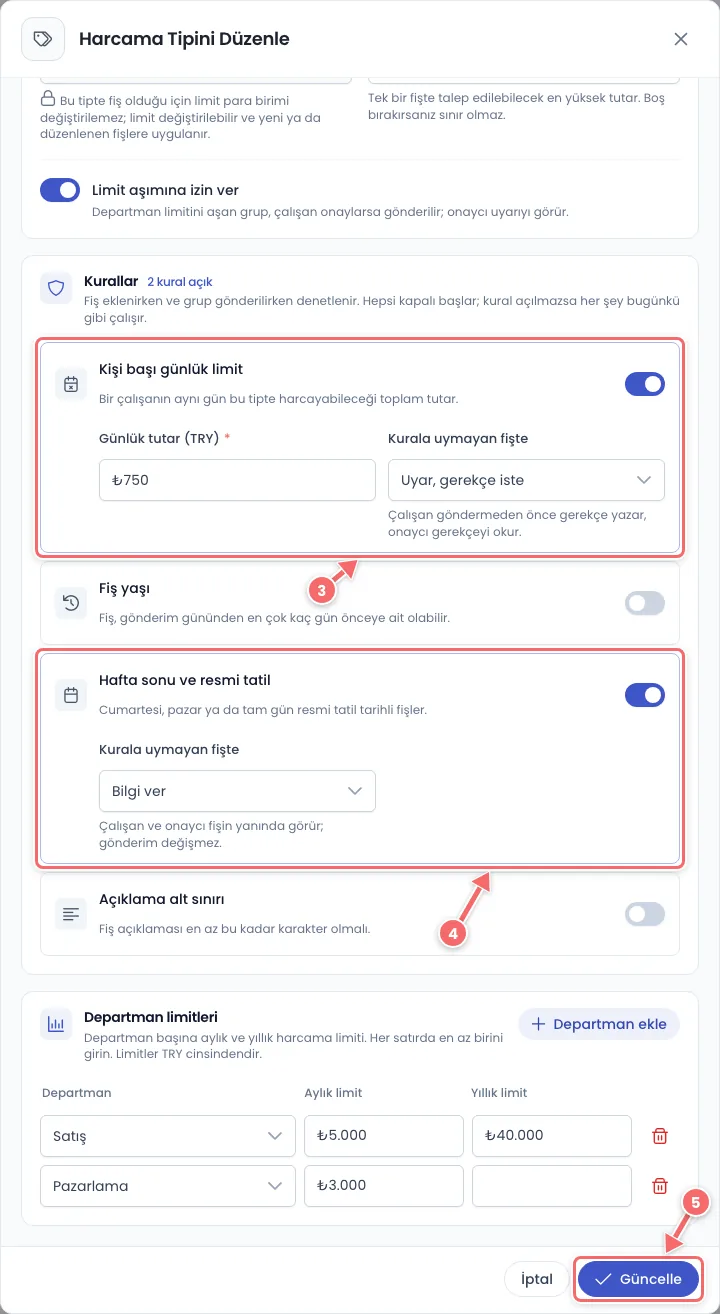 Harcama Tipini Düzenle
Bu tipte fiş olduğu için limit para birimi
değiştirilemez; limit değiştirilebilir ve yeni ya da
düzenlenen fişlere uygulanır.
Tek bir fişte talep edilebilecek en yüksek tutar. Boş
bırakırsanız sınır olmaz.
Limit aşımına izin ver
Departman limitini aşan grup, çalışan onaylarsa gönderilir; onaycı uyarıyı görür.
Kurallar 2 kural açık
Fiş eklenirken ve grup gönderilirken denetlenir. Hepsi kapalı başlar; kural açılmazsa her şey bugünkü
gibi çalışır.
Kişi başı günlük limit
Bir çalışanın aynı gün bu tipte harcayabileceği toplam tutar.
Günlük tutar (TRY) *
Kurala uymayan fişte
₺750
Uyar, gerekçe iste
Çalışan göndermeden önce gerekçe yazar,
onaycı gerekçeyi okur.
3
Fiş yaşı
Fiş, gönderim gününden en çok kaç gün önceye ait olabilir.
Hafta sonu ve resmi tatil
Cumartesi, pazar ya da tam gün resmi tatil tarihli fişler.
Kurala uymayan fişte
Bilgi ver
Çalışan ve onaycı fişin yanında görür;
gönderim değişmez.
Açıklama alt sınırı
Fiş açıklaması en az bu kadar karakter olmalı.
4
Departman limitleri
Departman başına aylık ve yıllık harcama limiti. Her satırda en az birini
girin. Limitler TRY cinsindendir.
Departman ekle
Departman Aylık limit Yıllık limit
Satış ₺5.000 ₺40.000
Pazarlama ₺3.000
5
İptal Güncelle